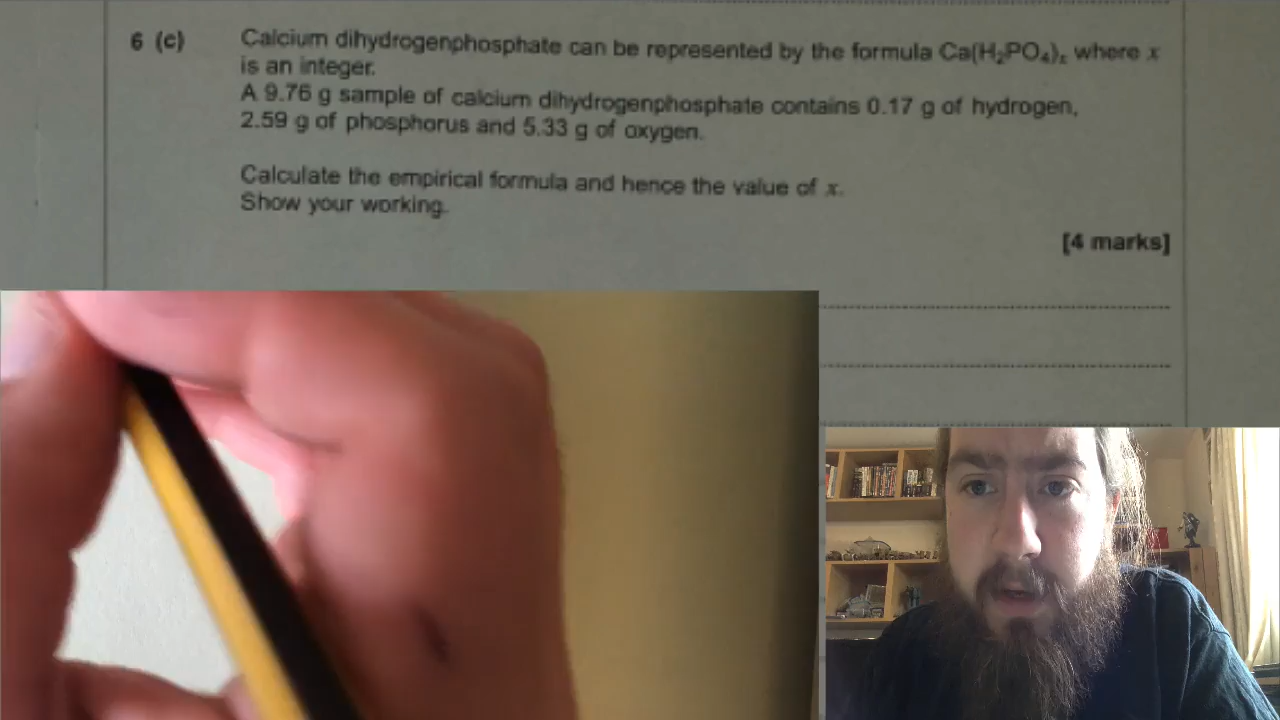 6 (c) Calcium dihydrogenphosphate can be represented by the formula Ca(H₂PO₄)ₓ where x
is an integer.
A 9.76 g sample of calcium dihydrogenphosphate contains 0.17 g of hydrogen,
2.59 g of phosphorus and 5.33 g of oxygen.
Calculate the empirical formula and hence the value of x.
Show your working.
[4 marks]